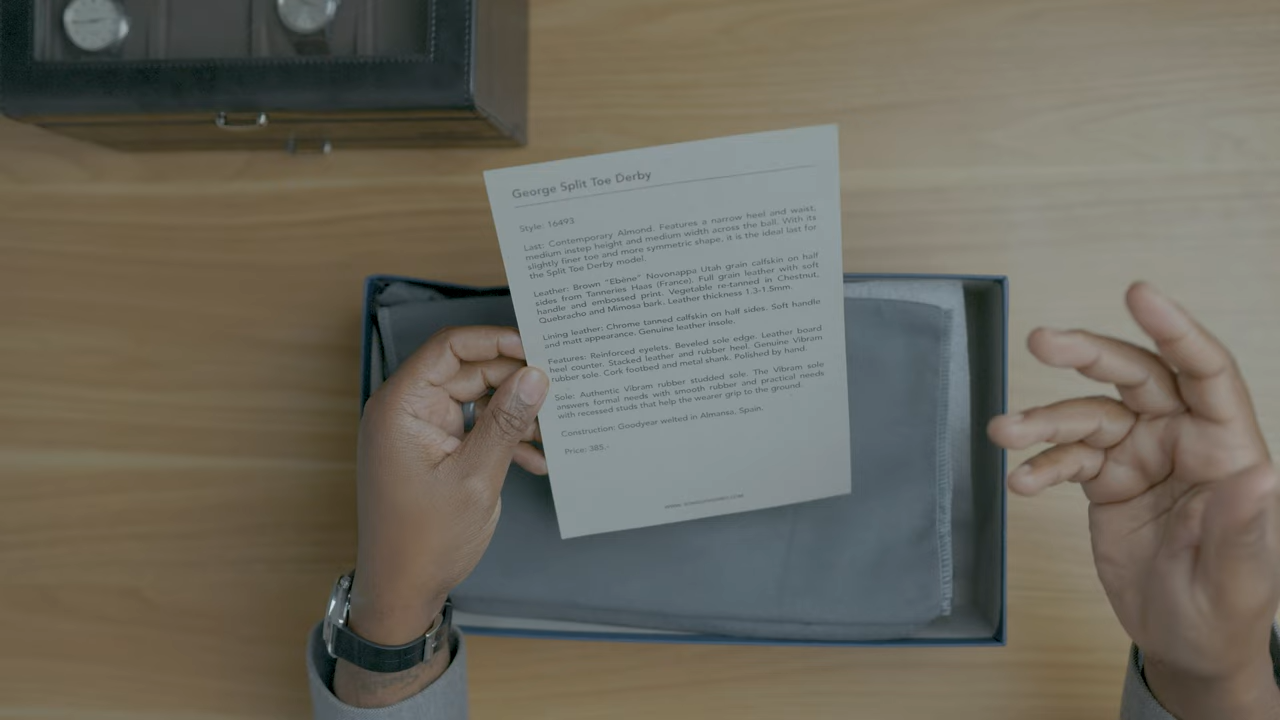 George Split Toe Derby
Style: 16493
Last: Contemporary Almond. Features a narrow heel and waist,
medium instep height and medium width across the ball. With its
slightly finer toe and more symmetric shape, it is the ideal last for
the Split Toe Derby model.
Leather: Brown "Ebène" Novonappa Utah grain calfskin on half
sides from Tanneries Haas (France). Full grain leather with soft
handle and embossed print. Vegetable re-tanned in Chestnut,
Quebracho and Mimosa bark. Leather thickness 1.3-1.5mm.
Lining leather: Chrome tanned calfskin on half sides. Soft handle
and matt appearance. Genuine leather insole.
Features: Reinforced eyelets. Beveled sole edge. Leather board
heel counter. Stacked leather and rubber heel. Genuine Vibram
rubber sole. Cork footbed and metal shank. Polished by hand.
Sole: Authentic Vibram rubber studded sole. The Vibram sole
answers formal needs with smooth rubber and practical needs
with recessed studs that help the wearer grip to the ground.
Construction: Goodyear welted in Almansa, Spain.
Price: 385.-